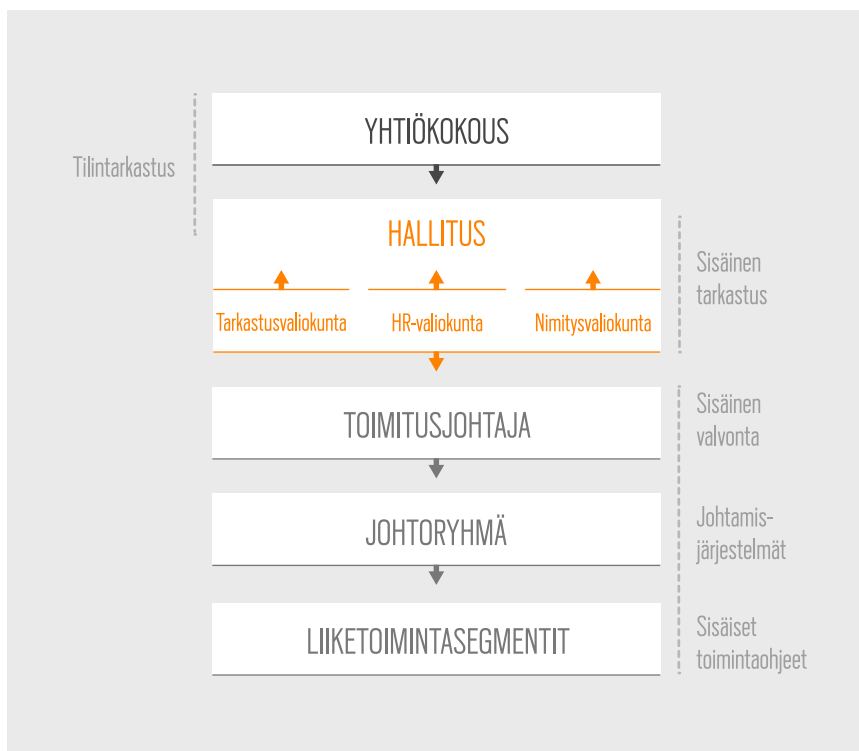 YHTIÖKOKOUS
Tilintarkastus
HALLITUS
Tarkastusvaliokunta
HR-valiokunta
Nimitysvaliokunta
Sisäinen
tarkastus
TOIMITUSJOHTAJA
Sisäinen
valvonta
JOHTORYHMÄ
Johtamis-
järjestelmät
LIIKETOIMINTASEGMENTIT
Sisäiset
toimintaohjeet